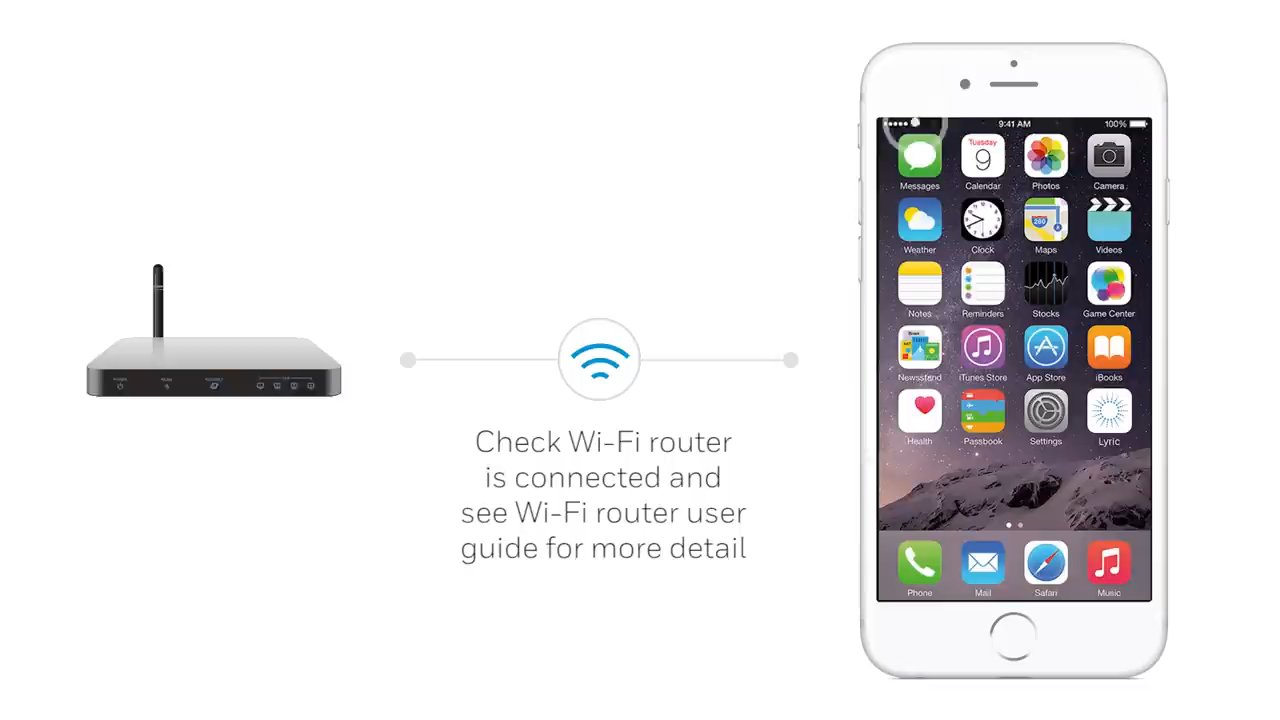 9:41 AM 100%
Tuesday
9
Messages Calendar Photos Camera
280
Weather Clock Maps Videos
Notes Reminders Stocks Game Center
Newsstand iTunes Store App Store iBooks
Health Passbook Settings Lyric
Phone Mail Safari Music
Check Wi-Fi router
is connected and
see Wi-Fi router user
guide for more detail